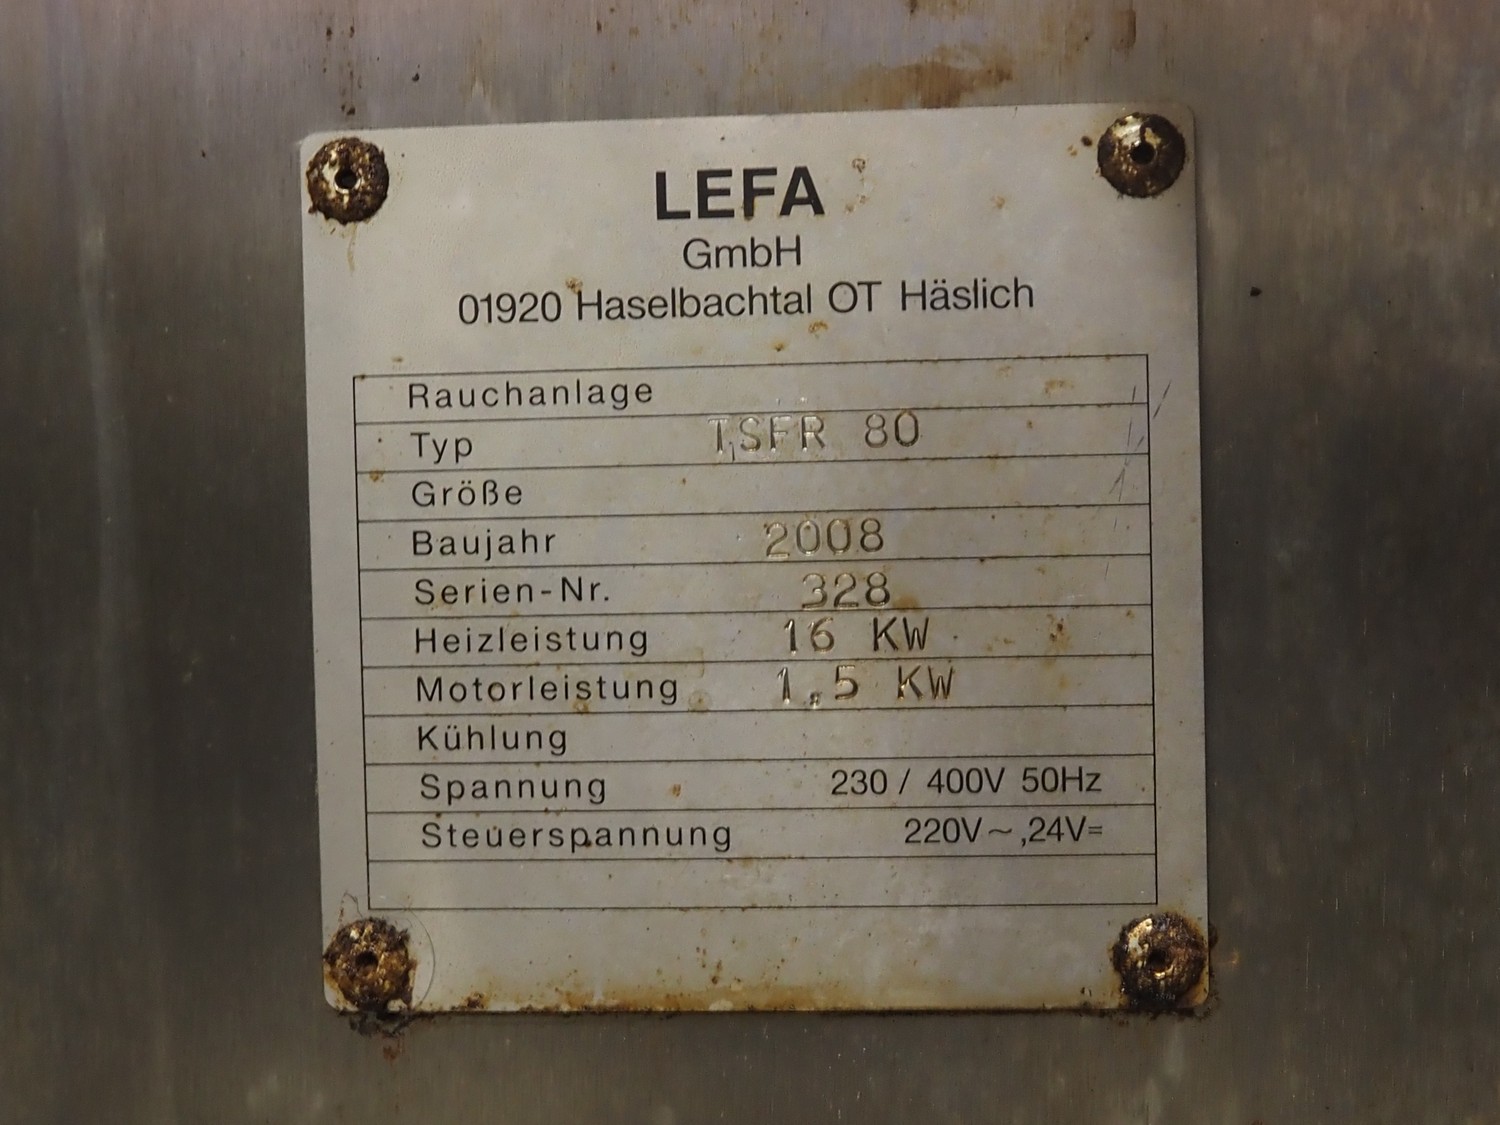 LEFA
GmbH
01920 Haselbachtal OT Häslich
Rauchanlage
Typ TSFR 80
Größe
Baujahr 2008
Serien-Nr. 328
Heizleistung 16 KW
Motorleistung 1,5 KW
Kühlung
Spannung 230 / 400V 50Hz
Steuerspannung 220V~,24V=